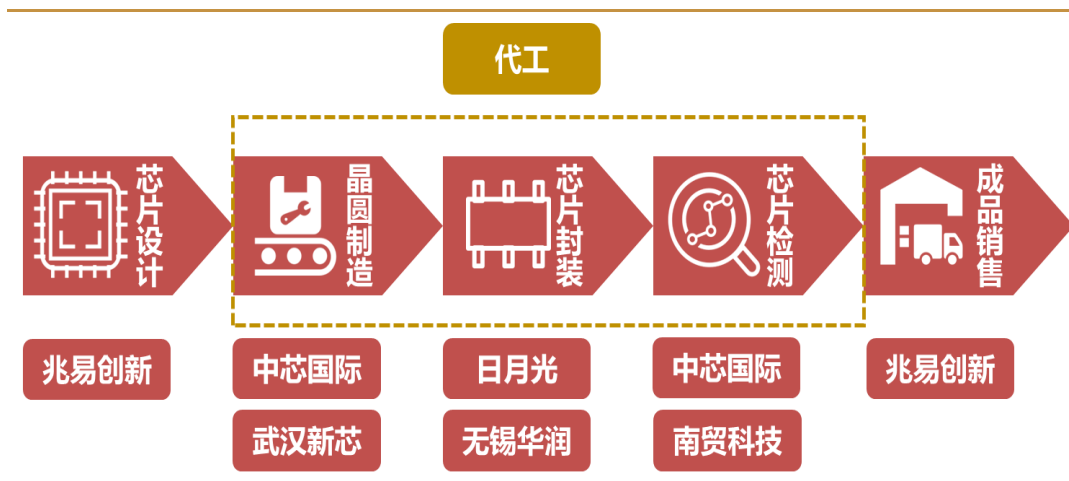 代工
芯片设计
晶圆制造
芯片封装
芯片检测
成品销售
兆易创新
中芯国际
日月光
中芯国际
兆易创新
武汉新芯
无锡华润
南贸科技